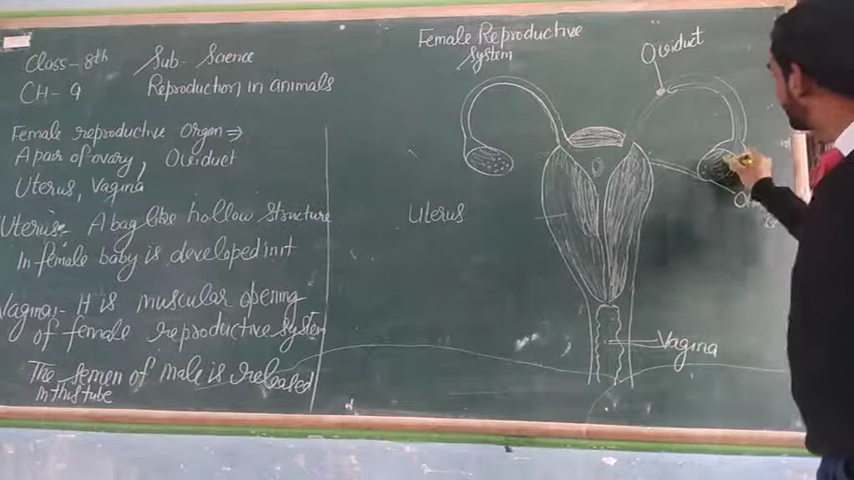 Class- 8th Sub- Science
CH- 9 Reproduction in Animals
Female reproductive Organ ⇒
A pair of ovary, Oviduct
Uterus, Vagina
Uterus- A bag like hollow structure
in female baby is developed in it
Vagina:- It is muscular opening
of female reproductive system
The semen of male is released
in this tube
Female Reproductive
System
Oviduct
Uterus
Vagina